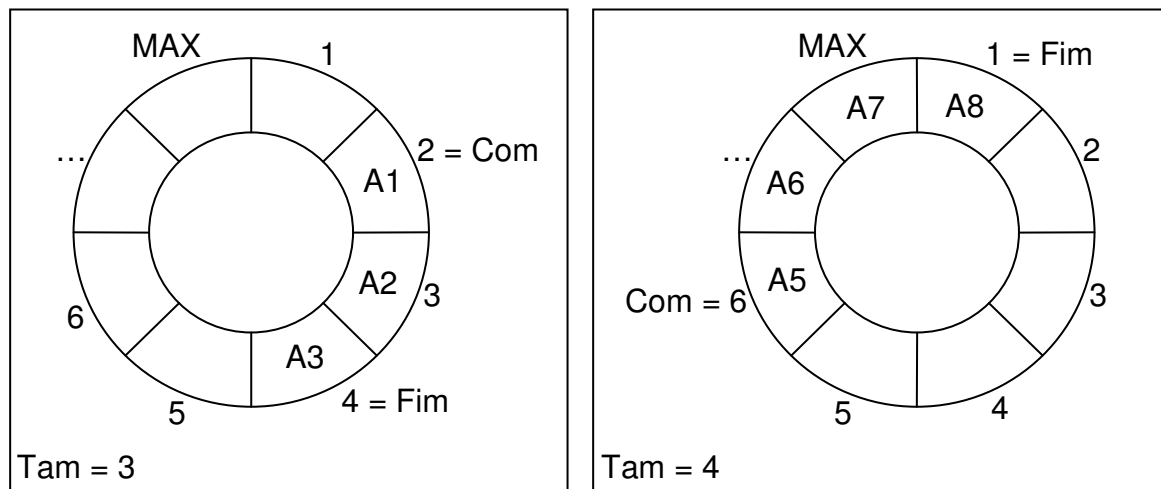 MAX
1
2 = Com
A1
A2
3
A3
4 = Fim
5
6
…
Tam = 3
MAX
1 = Fim
A7
A8
2
…
A6
A5
3
Com = 6
5
4
Tam = 4